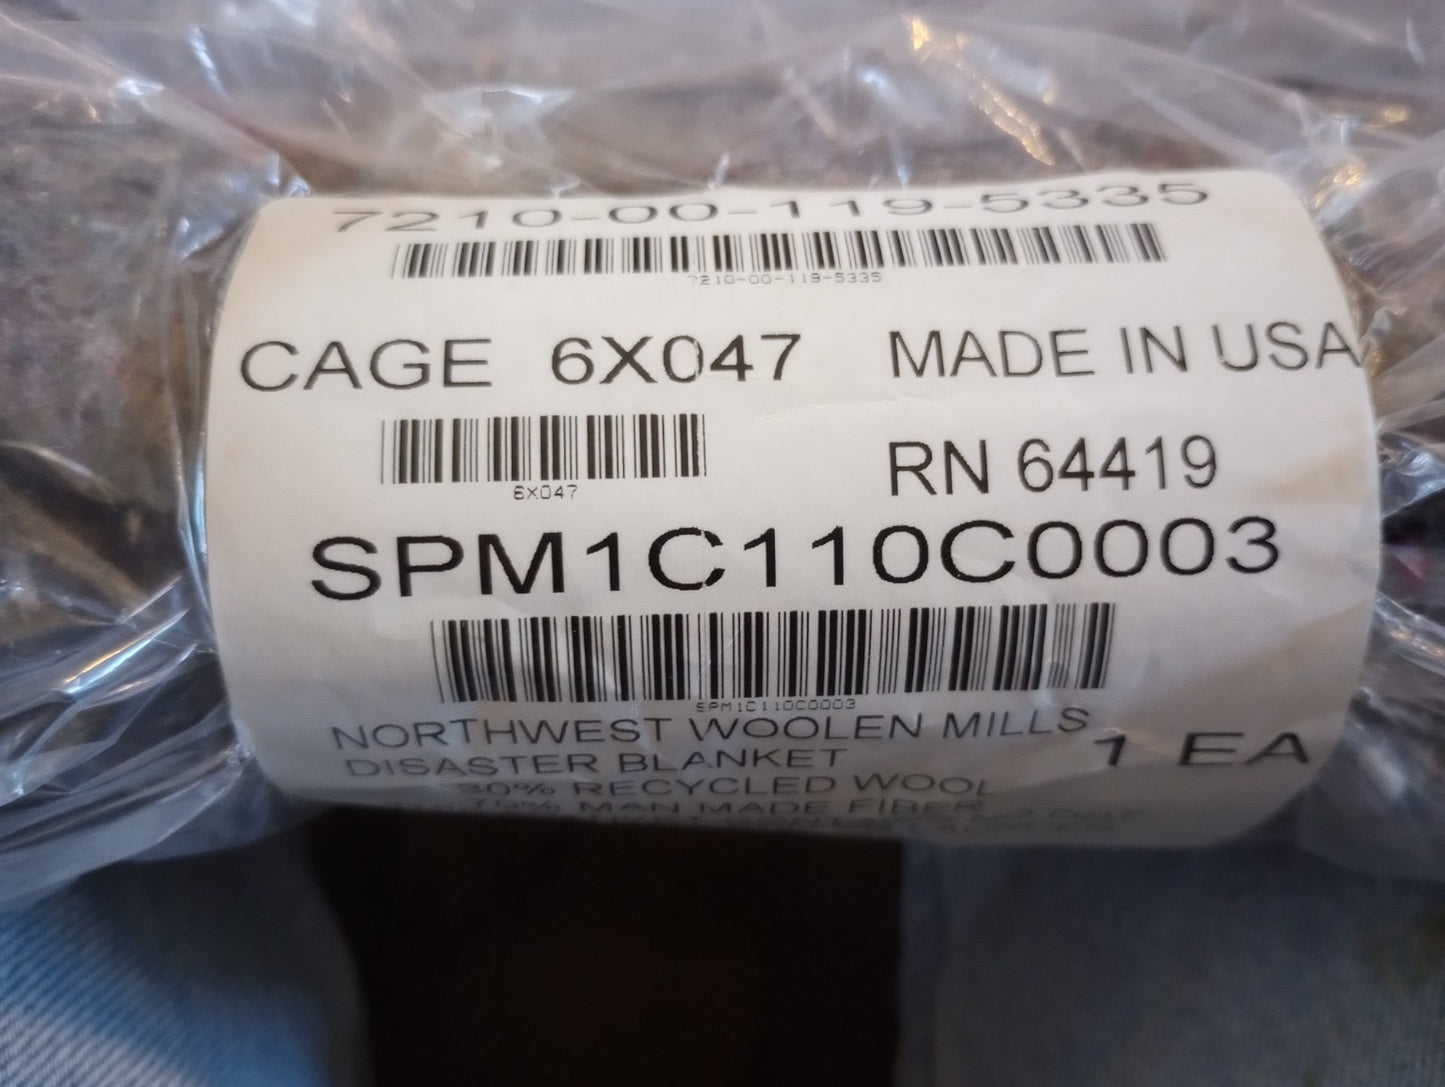 7210-00-119-5335
7210-00-119-5335
CAGE 6X047 MADE IN USA
6X047
RN 64419
SPM1C110C0003
SPM1C110C0003
NORTHWEST WOOLEN MILLS
DISASTER BLANKET
1 EA
30% RECYCLED WOOL
70% MAN MADE FIBER